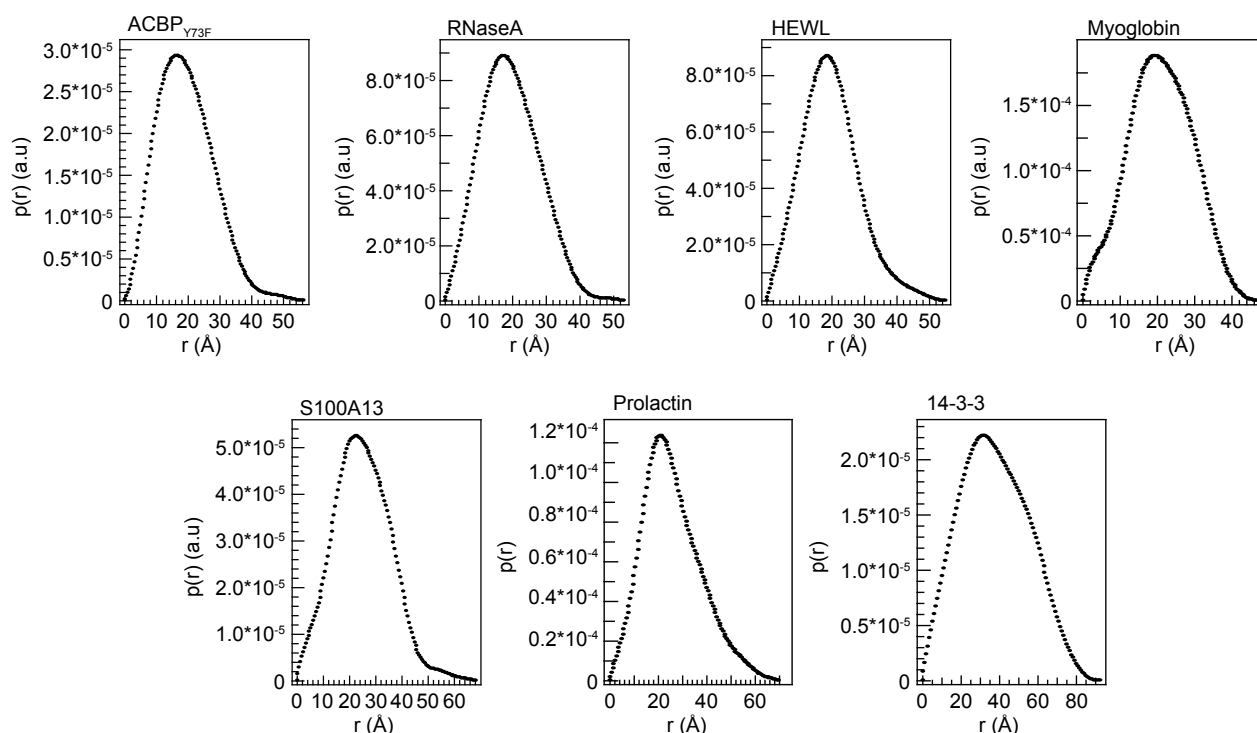 ACBP Y73F
p(r) (a.u)
3.0*10-5
2.5*10-5
2.0*10-5
1.5*10-5
1.0*10-5
0.5*10-5
0
0 10 20 30 40 50
r (Å)
RNaseA
p(r) (a.u)
8.0*10-5
6.0*10-5
4.0*10-5
2.0*10-5
0
0 10 20 30 40 50
r (Å)
HEWL
p(r) (a.u)
8.0*10-5
6.0*10-5
4.0*10-5
2.0*10-5
0
0 10 20 30 40 50
r (Å)
Myoglobin
p(r) (a.u)
1.5*10-4
1.0*10-4
0.5*10-4
0
0 10 20 30 40
r (Å)
S100A13
p(r) (a.u)
5.0*10-5
4.0*10-5
3.0*10-5
2.0*10-5
1.0*10-5
0
0 10 20 30 40 50 60
r (Å)
Prolactin
p(r)
1.2*10-4
1.0*10-4
0.8*10-4
0.6*10-4
0.4*10-4
0.2*10-4
0
0 20 40 60
r (Å)
14-3-3
p(r)
2.0*10-5
1.5*10-5
1.0*10-5
0.5*10-5
0
0 20 40 60 80
r (Å)